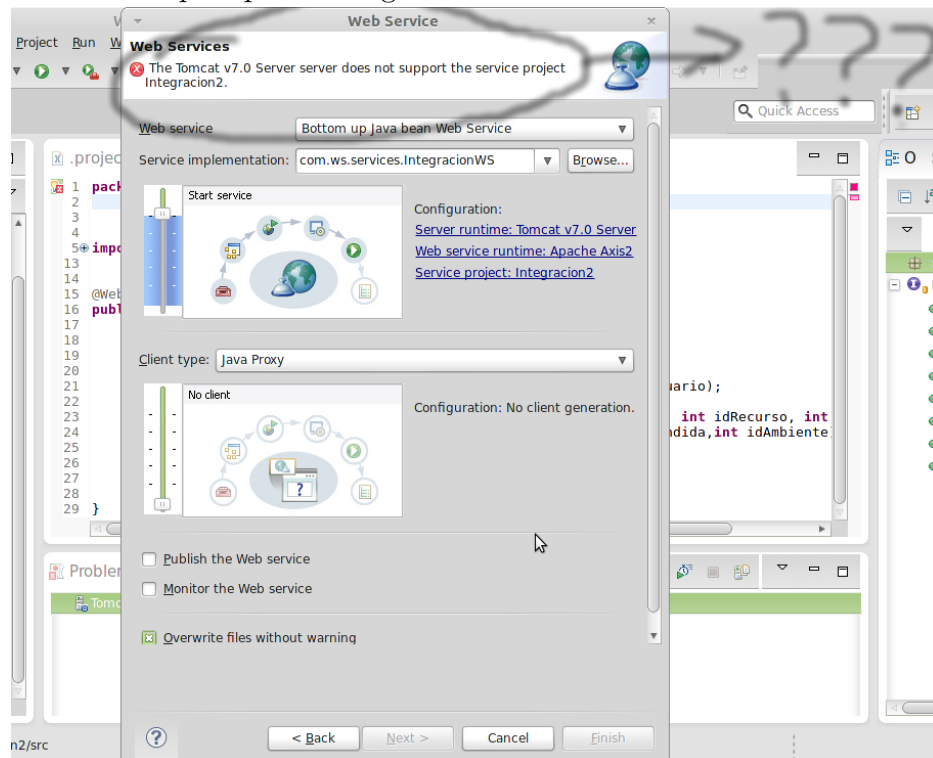 Web Service
Project Run W
Web Services
The Tomcat v7.0 Server server does not support the service project
Integracion2.
???
Quick Access
Web service
Bottom up Java bean Web Service
.projec
Service implementation:
com.ws.services.IntegracionWS
Browse...
O
1 pack
2
3
4
5 impo
13
14
15 @Web
16 publ
17
18
19
20
21
22
23
24
25
26
27
28
29 }
Start service
Configuration:
Server runtime: Tomcat v7.0 Server
Web service runtime: Apache Axis2
Service project: Integracion2
Client type:
Java Proxy
No client
Configuration: No client generation.
uario);
int idRecurso, int
ndida,int idAmbiente
?
Publish the Web service
Monitor the Web service
Problem
Tomc
Overwrite files without warning
?
< Back
Next >
Cancel
Finish
n2/src